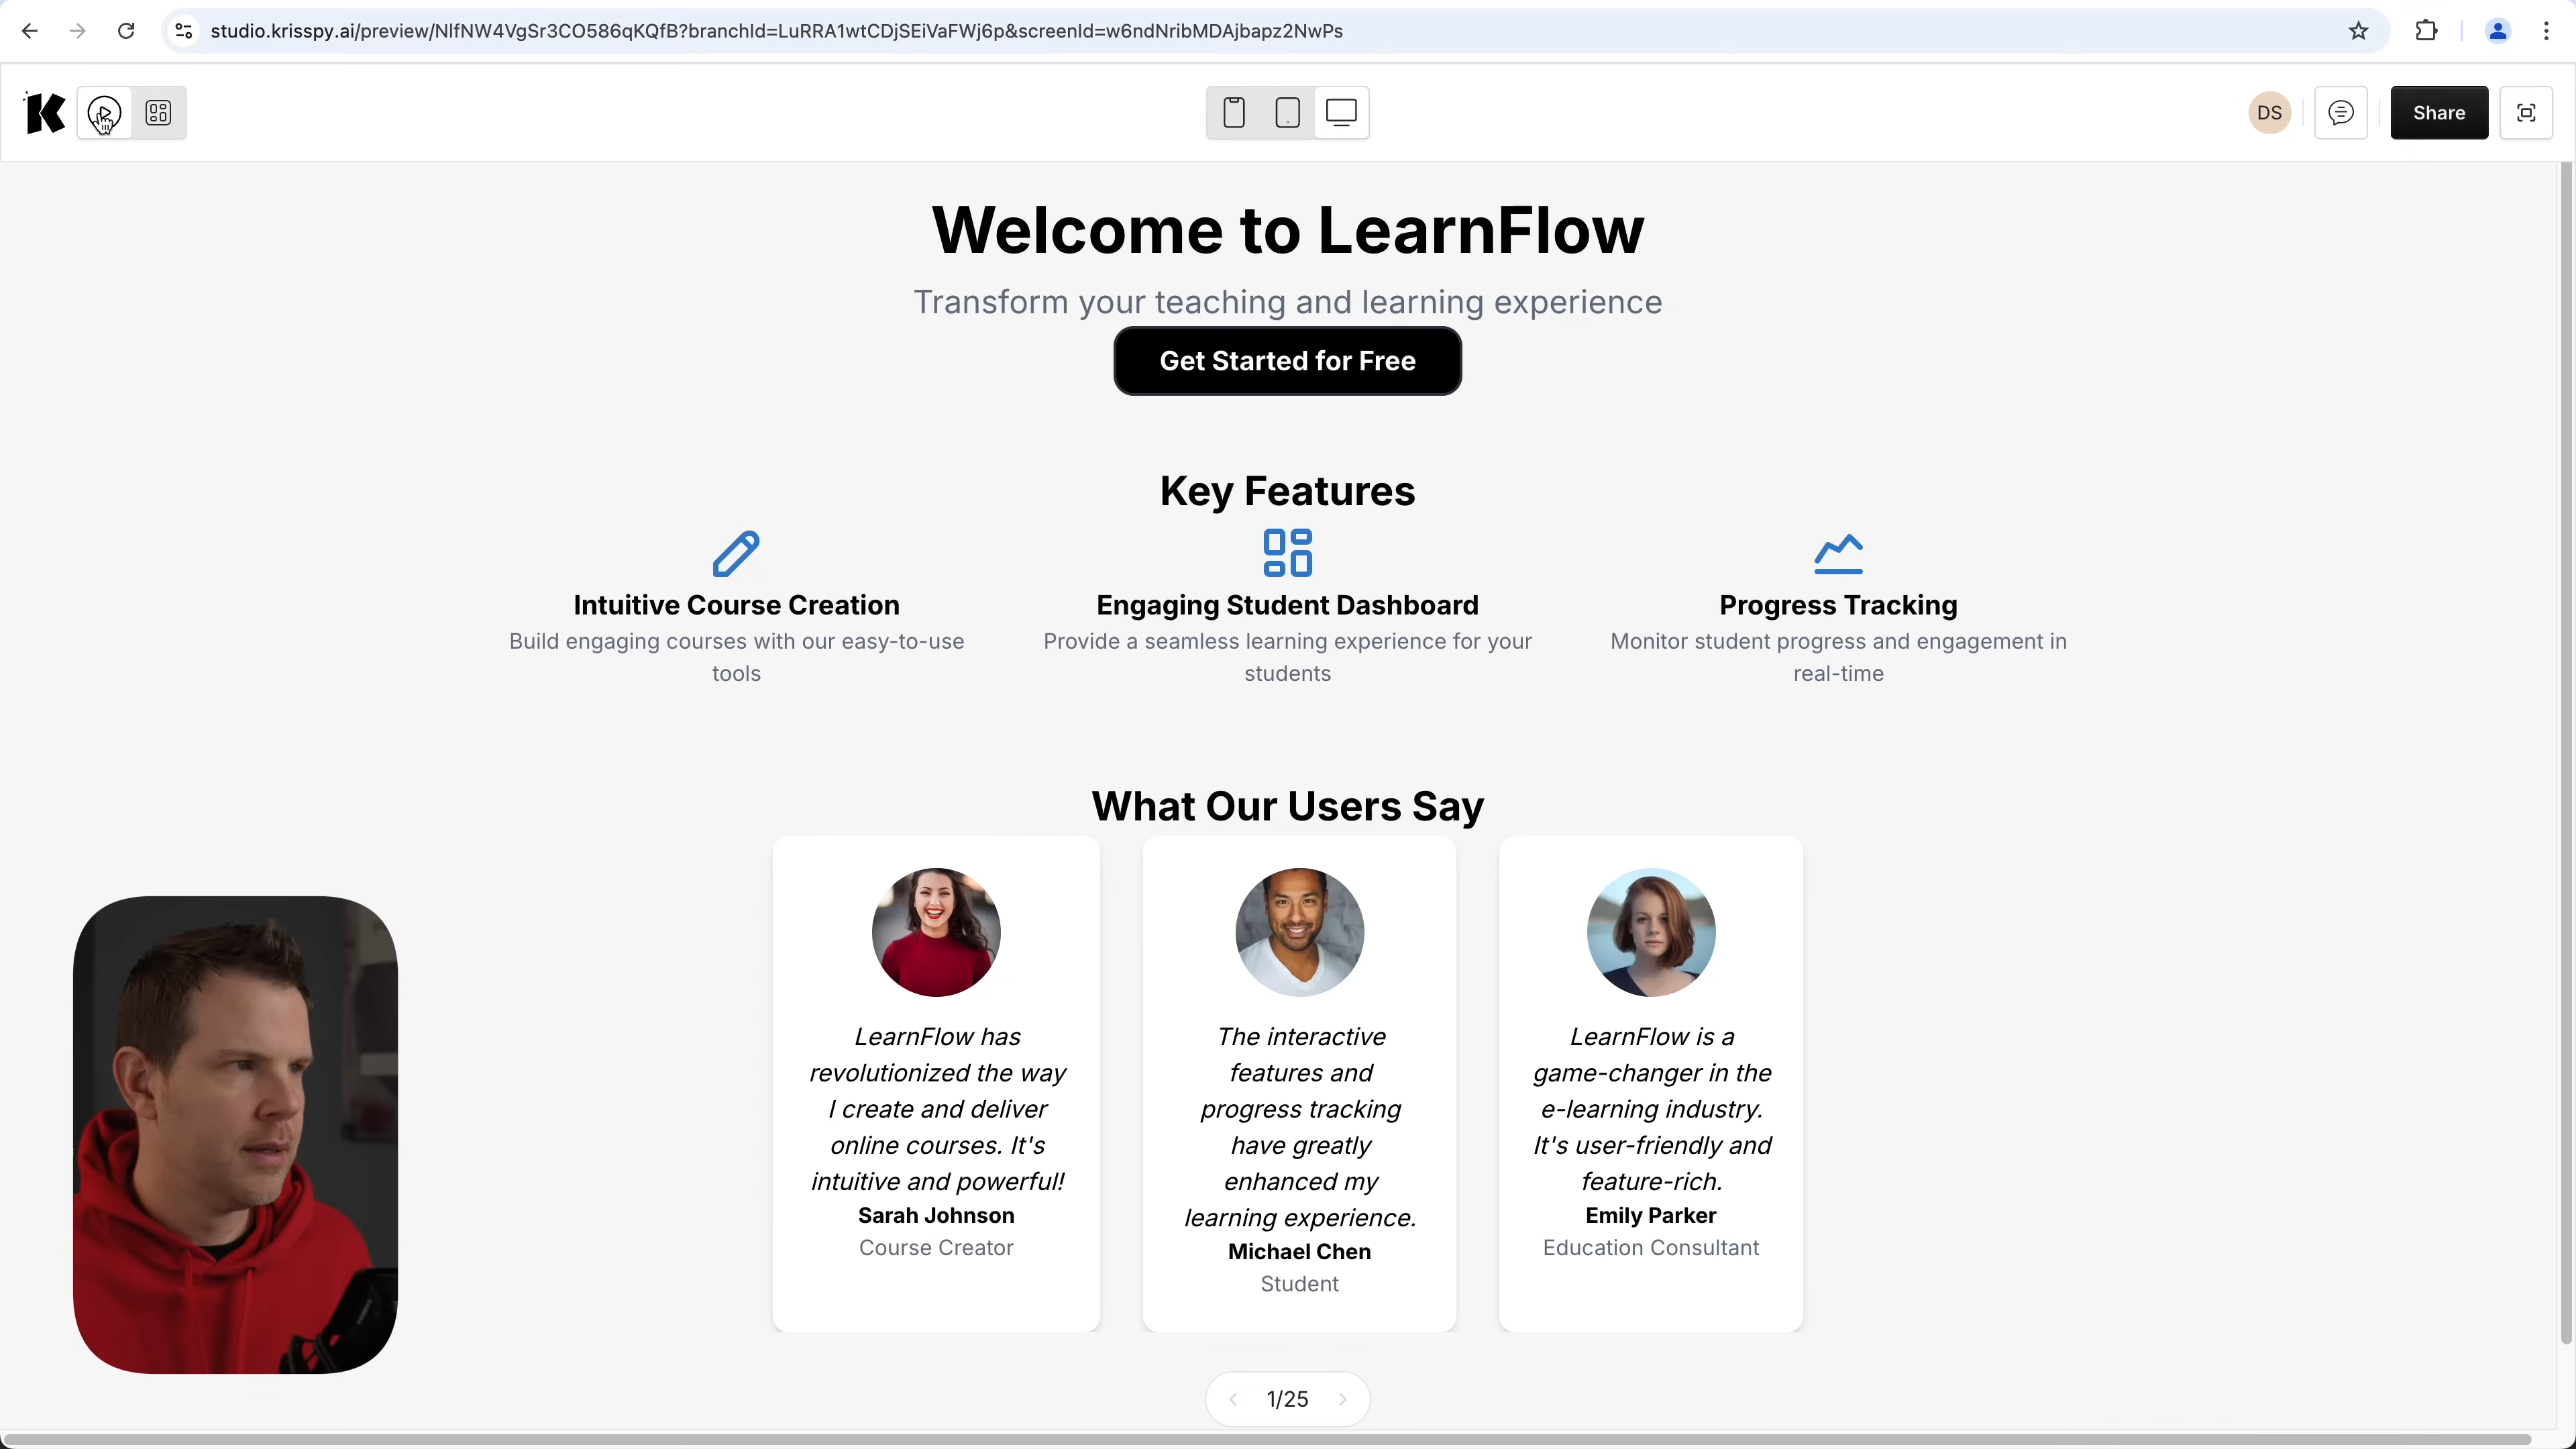 studio.krisspy.ai/preview/NlfNW4VgSr3CO586qKQfB?branchId=LuRRA1wtCDjSEiVaFWj6p&screenId=w6ndNribMDAjbapz2NwPs
DS
Share
Welcome to LearnFlow
Transform your teaching and learning experience
Get Started for Free
Key Features
Intuitive Course Creation
Build engaging courses with our easy-to-use
tools
Engaging Student Dashboard
Provide a seamless learning experience for your
students
Progress Tracking
Monitor student progress and engagement in
real-time
What Our Users Say
LearnFlow has
revolutionized the way
I create and deliver
online courses. It's
intuitive and powerful!
Sarah Johnson
Course Creator
The interactive
features and
progress tracking
have greatly
enhanced my
learning experience.
Michael Chen
Student
LearnFlow is a
game-changer in the
e-learning industry.
It's user-friendly and
feature-rich.
Emily Parker
Education Consultant
1/25